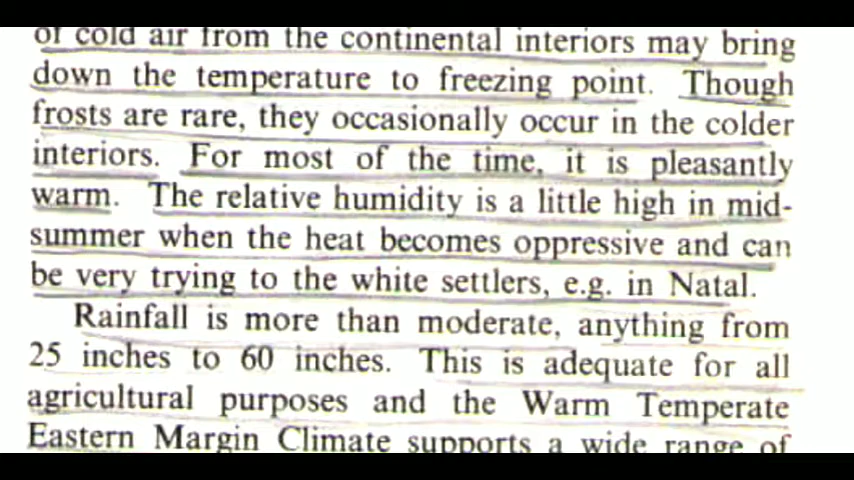 of cold air from the continental interiors may bring
down the temperature to freezing point. Though
frosts are rare, they occasionally occur in the colder
interiors. For most of the time, it is pleasantly
warm. The relative humidity is a little high in mid-
summer when the heat becomes oppressive and can
be very trying to the white settlers, e.g. in Natal.
Rainfall is more than moderate, anything from
25 inches to 60 inches. This is adequate for all
agricultural purposes and the Warm Temperate
Eastern Margin Climate supports a wide range of